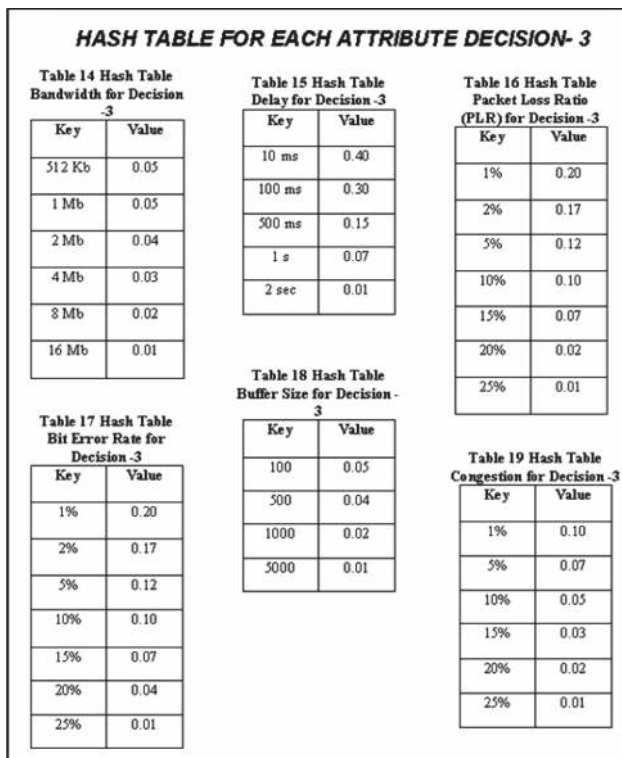 HASH TABLE FOR EACH ATTRIBUTE DECISION- 3
Table 14 Hash Table
Bandwidth for Decision
-3
Key Value
512 Kb 0.05
1 Mb 0.05
2 Mb 0.04
4 Mb 0.03
8 Mb 0.02
16 Mb 0.01
Table 15 Hash Table
Delay for Decision -3
Key Value
10 ms 0.40
100 ms 0.30
500 ms 0.15
1 s 0.07
2 sec 0.01
Table 16 Hash Table
Packet Loss Ratio
(PLR) for Decision -3
Key Value
1% 0.20
2% 0.17
5% 0.12
10% 0.10
15% 0.07
20% 0.02
25% 0.01
Table 17 Hash Table
Bit Error Rate for
Decision -3
Key Value
1% 0.20
2% 0.17
5% 0.12
10% 0.10
15% 0.07
20% 0.04
25% 0.01
Table 18 Hash Table
Buffer Size for Decision -
3
Key Value
100 0.05
500 0.04
1000 0.02
5000 0.01
Table 19 Hash Table
Congestion for Decision -3
Key Value
1% 0.10
5% 0.07
10% 0.05
15% 0.03
20% 0.02
25% 0.01